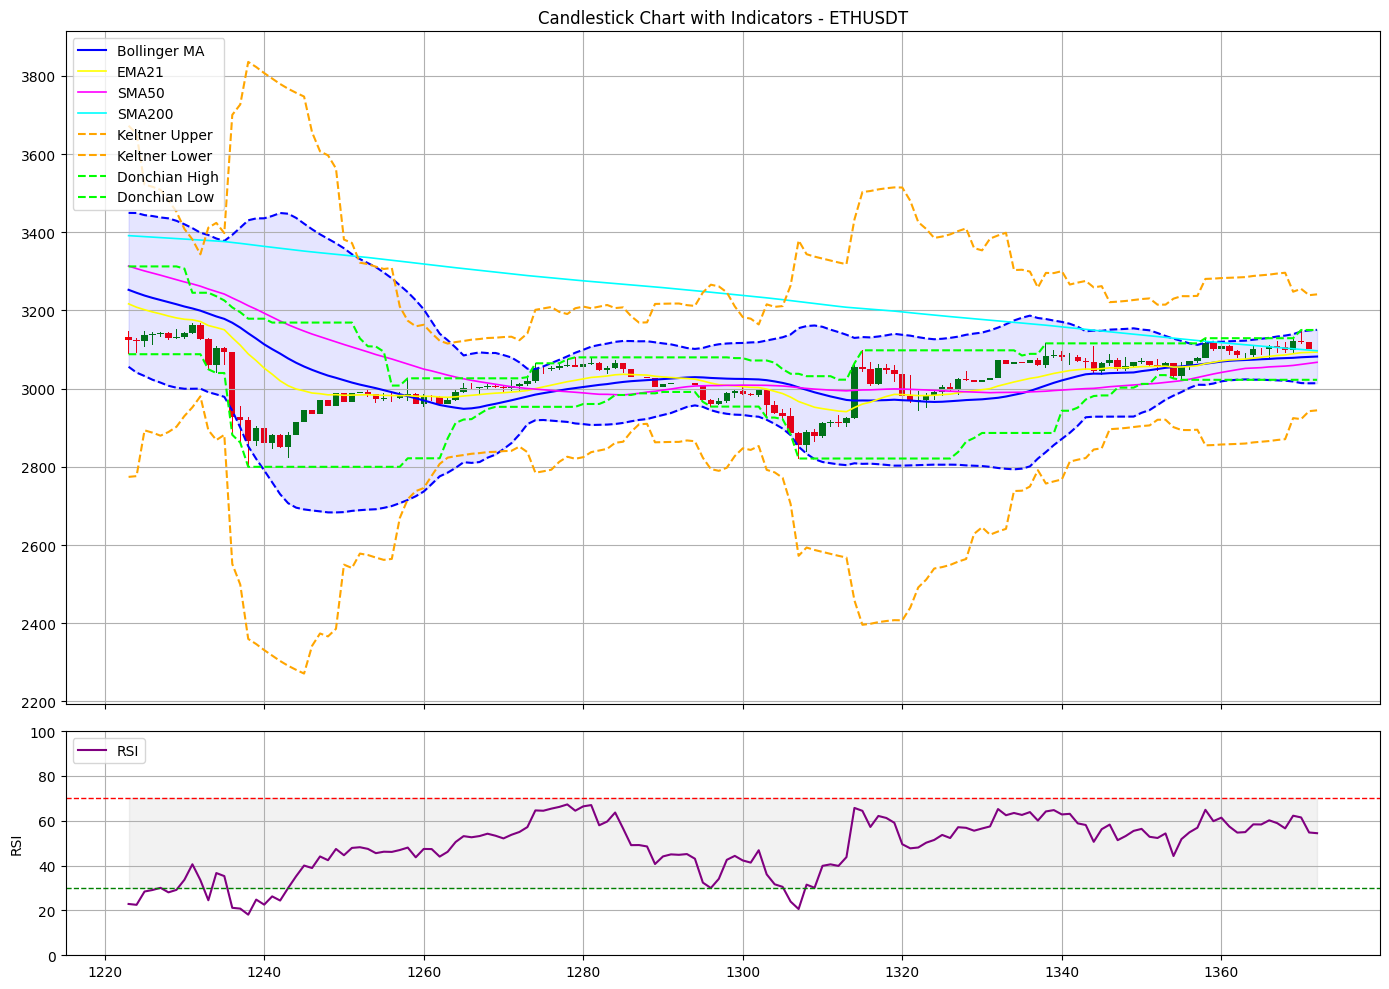 Candlestick Chart with Indicators - ETHUSDT
Bollinger MA
EMA21
SMA50
SMA200
Keltner Upper
Keltner Lower
Donchian High
Donchian Low
3800
3600
3400
3200
3000
2800
2600
2400
2200
RSI
100
80
60
40
20
0
RSI
1220 1240 1260 1280 1300 1320 1340 1360